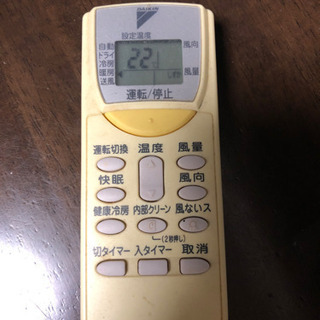 DAIKIN
設定温度
自動
ドライ
冷房
暖房
送風
22
風向
風量
運転/停止
運転切換
温度
風量
快眠
風向
健康冷房
内部クリーン
風ないス
(2秒押し)
切タイマー
入タイマー
取消